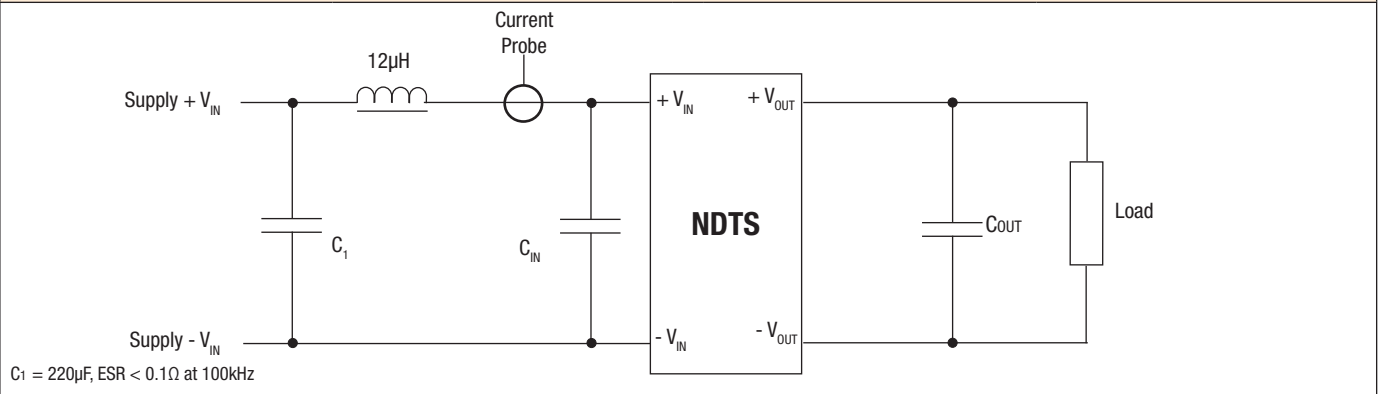 Current
Probe
12µH
Supply + VIN
+ VIN
+ VOUT
NDTS
C1
CIN
COUT
Load
Supply - VIN
- VIN
- VOUT
C1 = 220µF, ESR < 0.1Ω at 100kHz